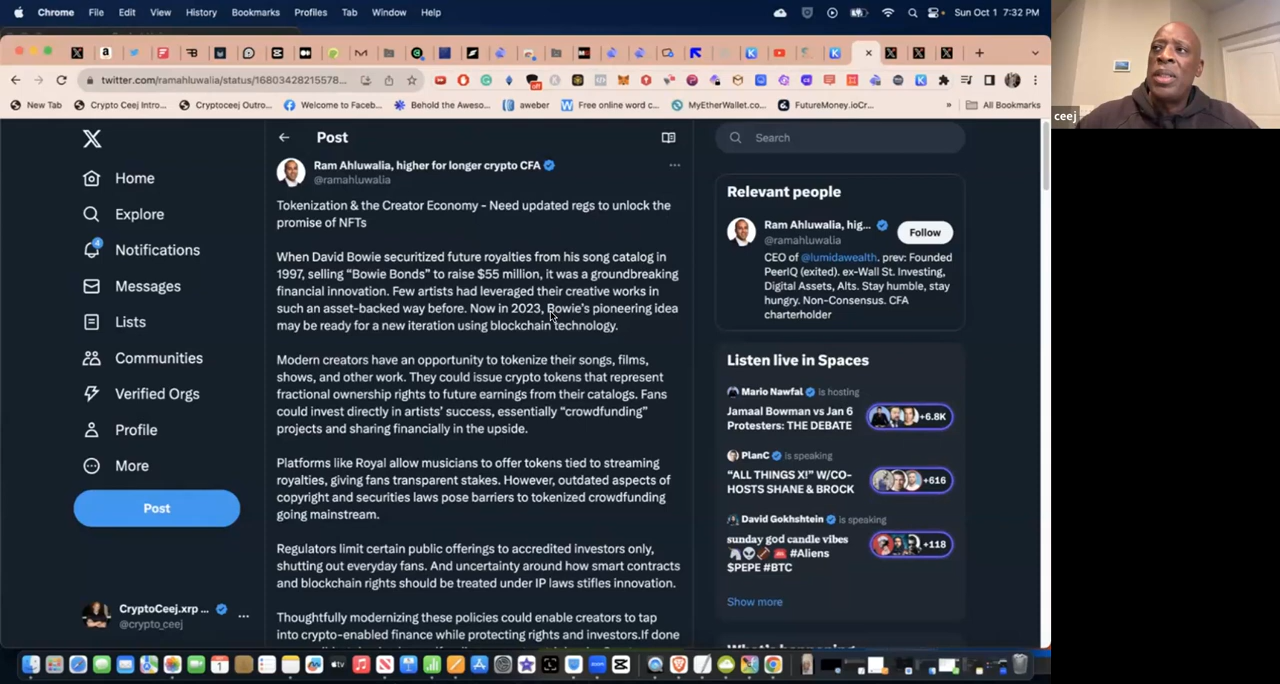 Chrome File Edit View History Bookmarks Profiles Tab Window Help
Sun Oct 1 7:32 PM
twitter.com/ramahluwalia/status/16803428215578...
New Tab
Crypto Ceej Intro...
Cryptoceej Outro...
Welcome to Faceb...
Behold the Aweso...
aweber
Free online word c...
MyEtherWallet.co...
FutureMoney.ioCr...
»
All Bookmarks
off
Home
Explore
4
Notifications
Messages
Lists
Communities
Verified Orgs
Profile
More
Post
CryptoCeej.xrp ...
@crypto_ceej
Post
Ram Ahluwalia, higher for longer crypto CFA
@ramahluwalia
Tokenization & the Creator Economy - Need updated regs to unlock the
promise of NFTs
When David Bowie securitized future royalties from his song catalog in
1997, selling “Bowie Bonds” to raise $55 million, it was a groundbreaking
financial innovation. Few artists had leveraged their creative works in
such an asset-backed way before. Now in 2023, Bowie’s pioneering idea
may be ready for a new iteration using blockchain technology.
Modern creators have an opportunity to tokenize their songs, films,
shows, and other work. They could issue crypto tokens that represent
fractional ownership rights to future earnings from their catalogs. Fans
could invest directly in artists’ success, essentially “crowdfunding”
projects and sharing financially in the upside.
Platforms like Royal allow musicians to offer tokens tied to streaming
royalties, giving fans transparent stakes. However, outdated aspects of
copyright and securities laws pose barriers to tokenized crowdfunding
going mainstream.
Regulators limit certain public offerings to accredited investors only,
shutting out everyday fans. And uncertainty around how smart contracts
and blockchain rights should be treated under IP laws stifles innovation.
Thoughtfully modernizing these policies could enable creators to tap
into crypto-enabled finance while protecting rights and investors.If done
Search
Relevant people
Ram Ahluwalia, hig...
@ramahluwalia
Follow
CEO of @lumidawealth. prev: Founded
PeerIQ (exited). ex-Wall St. Investing,
Digital Assets, Alts. Stay humble, stay
hungry. Non-Consensus. CFA
charterholder
Listen live in Spaces
Mario Nawfal is hosting
Jamaal Bowman vs Jan 6
Protesters: THE DEBATE
+6.8K
PlanC is speaking
“ALL THINGS X!” W/CO-
HOSTS SHANE & BROCK
+616
David Gokhshtein is speaking
sunday god candle vibes
#Aliens
$PEPE #BTC
+118
Show more
ceej